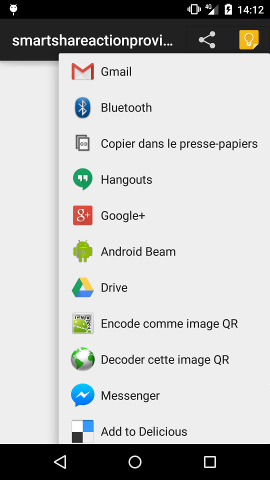 14:12
smartshareactionprovi...
Gmail
Bluetooth
Copier dans le presse-papiers
Hangouts
Google+
Android Beam
Drive
Encode comme image QR
Decoder cette image QR
Messenger
Add to Delicious